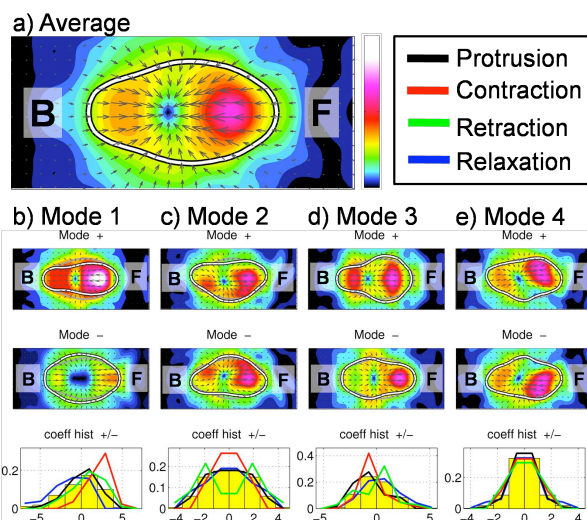 a) Average
B F
Protrusion
Contraction
Retraction
Relaxation
b) Mode 1 c) Mode 2 d) Mode 3 e) Mode 4
Mode + Mode + Mode + Mode +
B F B F B F B F
Mode − Mode − Mode − Mode −
B F B F B F B F
coeff hist +/− coeff hist +/− coeff hist +/− coeff hist +/−
0.2 0.2 0.1 0 0.4 0.2 0 0.2 0
−5 0 5 −4 −2 0 2 4 −5 0 5 −4 −2 0 2 4